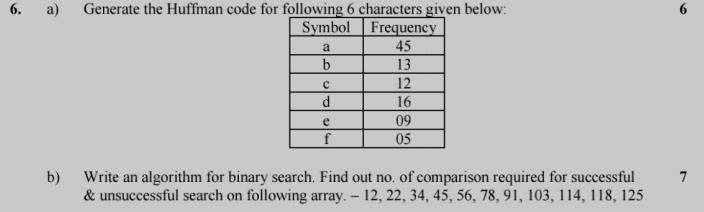 6. a) Generate the Huffman code for following 6 characters given below: 6
Symbol Frequency
a 45
b 13
c 12
d 16
e 09
f 05
b) Write an algorithm for binary search. Find out no. of comparison required for successful 7
& unsuccessful search on following array. – 12, 22, 34, 45, 56, 78, 91, 103, 114, 118, 125